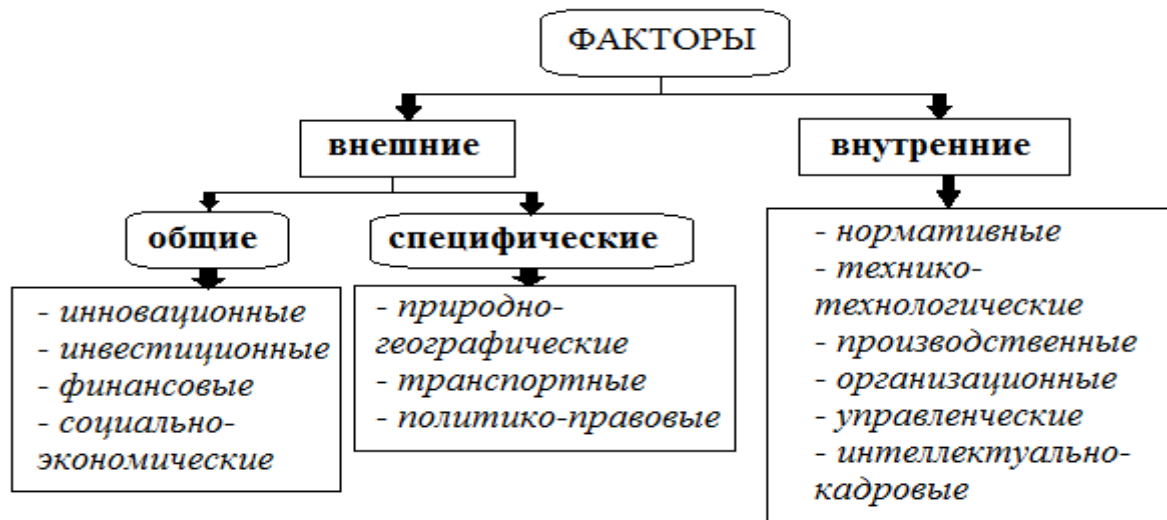 ФАКТОРЫ
внешние
внутренние
общие
специфические
- инновационные
- инвестиционные
- финансовые
- социально-
экономические
- природно-
географические
- транспортные
- политико-правовые
- нормативные
- технико-
технологические
- производственные
- организационные
- управленческие
- интеллектуально-
кадровые